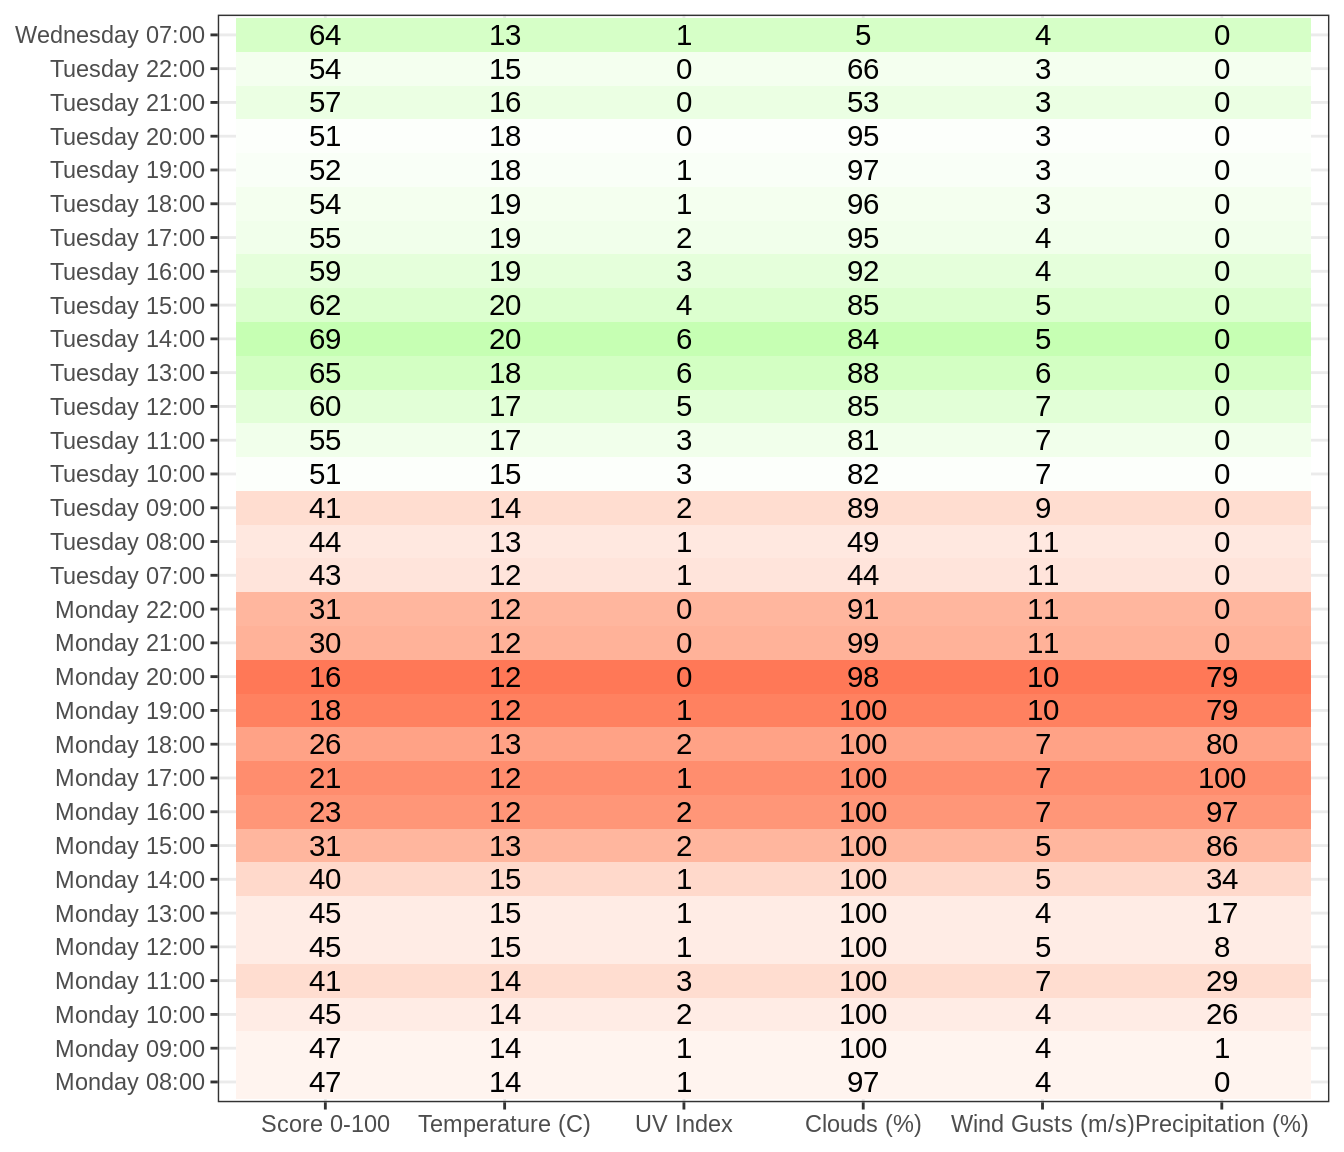 Wednesday 07:00 64 13 1 5 4 0
Tuesday 22:00 54 15 0 66 3 0
Tuesday 21:00 57 16 0 53 3 0
Tuesday 20:00 51 18 0 95 3 0
Tuesday 19:00 52 18 1 97 3 0
Tuesday 18:00 54 19 1 96 3 0
Tuesday 17:00 55 19 2 95 4 0
Tuesday 16:00 59 19 3 92 4 0
Tuesday 15:00 62 20 4 85 5 0
Tuesday 14:00 69 20 6 84 5 0
Tuesday 13:00 65 18 6 88 6 0
Tuesday 12:00 60 17 5 85 7 0
Tuesday 11:00 55 17 3 81 7 0
Tuesday 10:00 51 15 3 82 7 0
Tuesday 09:00 41 14 2 89 9 0
Tuesday 08:00 44 13 1 49 11 0
Tuesday 07:00 43 12 1 44 11 0
Monday 22:00 31 12 0 91 11 0
Monday 21:00 30 12 0 99 11 0
Monday 20:00 16 12 0 98 10 79
Monday 19:00 18 12 1 100 10 79
Monday 18:00 26 13 2 100 7 80
Monday 17:00 21 12 1 100 7 100
Monday 16:00 23 12 2 100 7 97
Monday 15:00 31 13 2 100 5 86
Monday 14:00 40 15 1 100 5 34
Monday 13:00 45 15 1 100 4 17
Monday 12:00 45 15 1 100 5 8
Monday 11:00 41 14 3 100 7 29
Monday 10:00 45 14 2 100 4 26
Monday 09:00 47 14 1 100 4 1
Monday 08:00 47 14 1 97 4 0
Score 0-100 Temperature (C) UV Index Clouds (%) Wind Gusts (m/s) Precipitation (%)